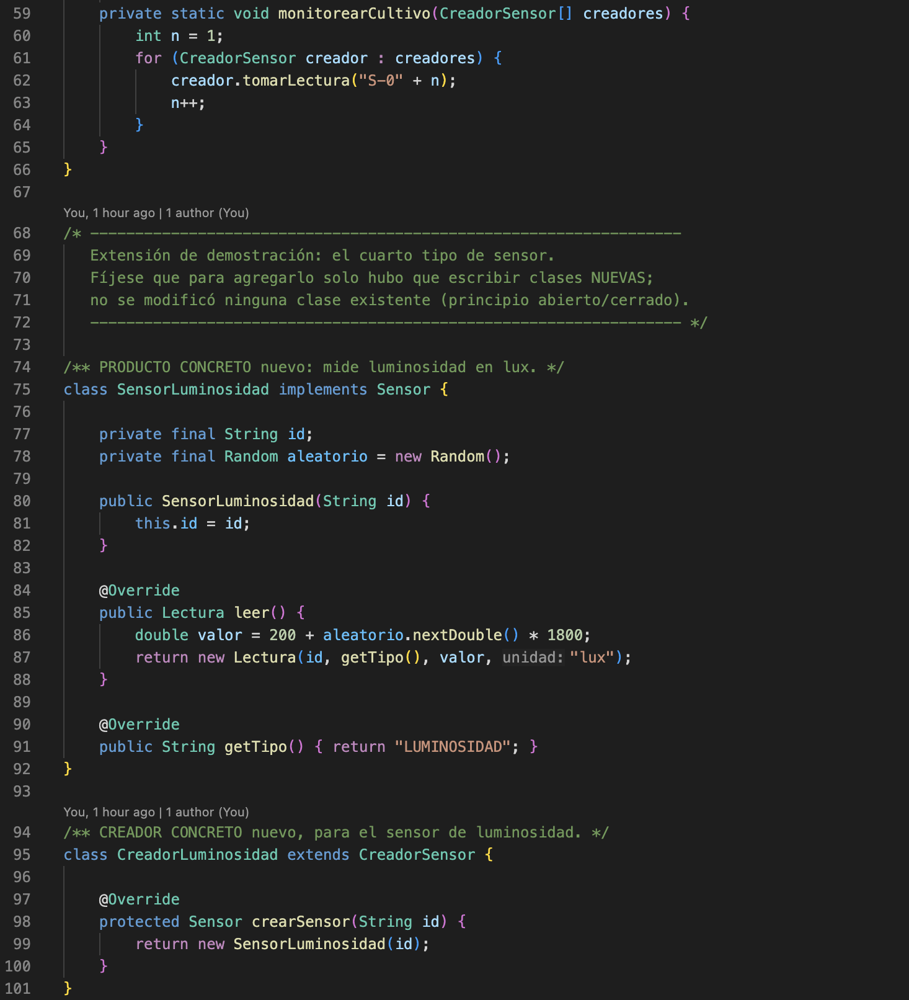 59 private static void monitorearCultivo(CreadorSensor[] creadores) {
60 int n = 1;
61 for (CreadorSensor creador : creadores) {
62 creador.tomarLectura("S-0" + n);
63 n++;
64 }
65 }
66 }
67
You, 1 hour ago | 1 author (You)
68 /* ------------------------------------------------------------------
69 Extensión de demostración: el cuarto tipo de sensor.
70 Fíjese que para agregarlo solo hubo que escribir clases NUEVAS;
71 no se modificó ninguna clase existente (principio abierto/cerrado).
72 ------------------------------------------------------------------ */
73
74 /** PRODUCTO CONCRETO nuevo: mide luminosidad en lux. */
75 class SensorLuminosidad implements Sensor {
76
77 private final String id;
78 private final Random aleatorio = new Random();
79
80 public SensorLuminosidad(String id) {
81 this.id = id;
82 }
83
84 @Override
85 public Lectura leer() {
86 double valor = 200 + aleatorio.nextDouble() * 1800;
87 return new Lectura(id, getTipo(), valor, unidad: "lux");
88 }
89
90 @Override
91 public String getTipo() { return "LUMINOSIDAD"; }
92 }
93
You, 1 hour ago | 1 author (You)
94 /** CREADOR CONCRETO nuevo, para el sensor de luminosidad. */
95 class CreadorLuminosidad extends CreadorSensor {
96
97 @Override
98 protected Sensor crearSensor(String id) {
99 return new SensorLuminosidad(id);
100 }
101 }